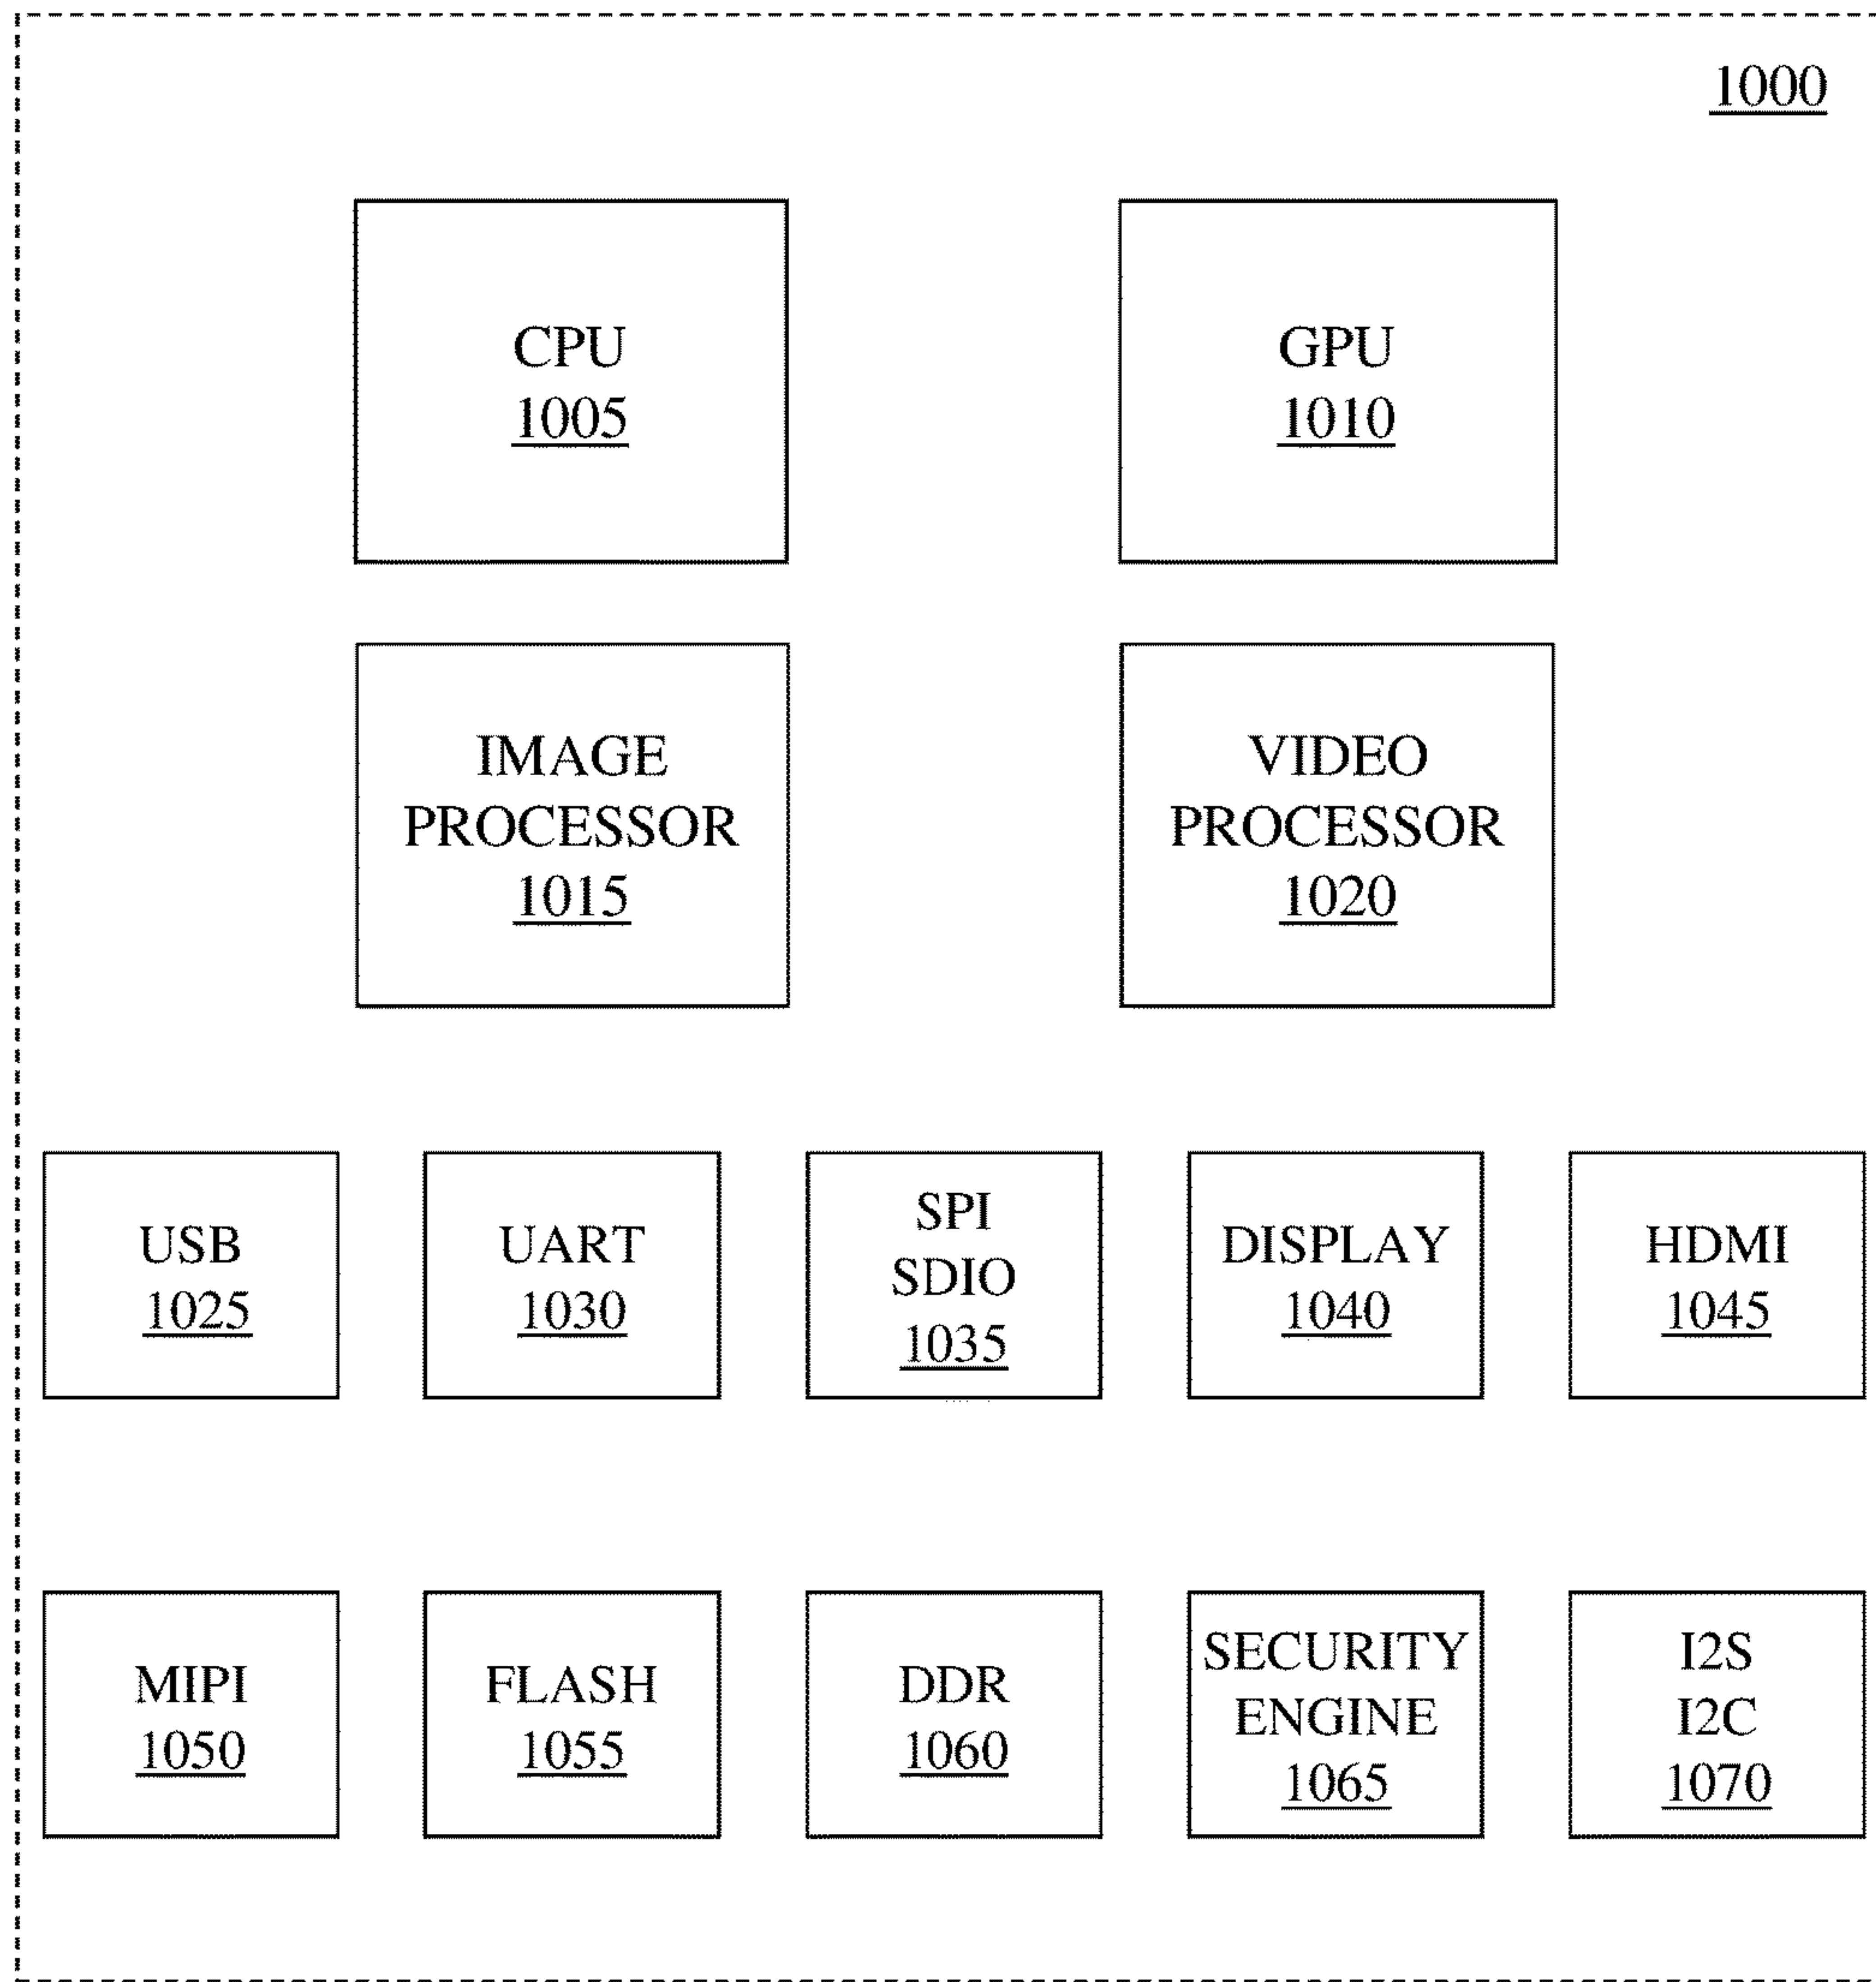 1000
CPU
1005
GPU
1010
IMAGE
PROCESSOR
1015
VIDEO
PROCESSOR
1020
USB
1025
UART
1030
SPI
SDIO
1035
DISPLAY
1040
HDMI
1045
MIPI
1050
FLASH
1055
DDR
1060
SECURITY
ENGINE
1065
I2S
I2C
1070